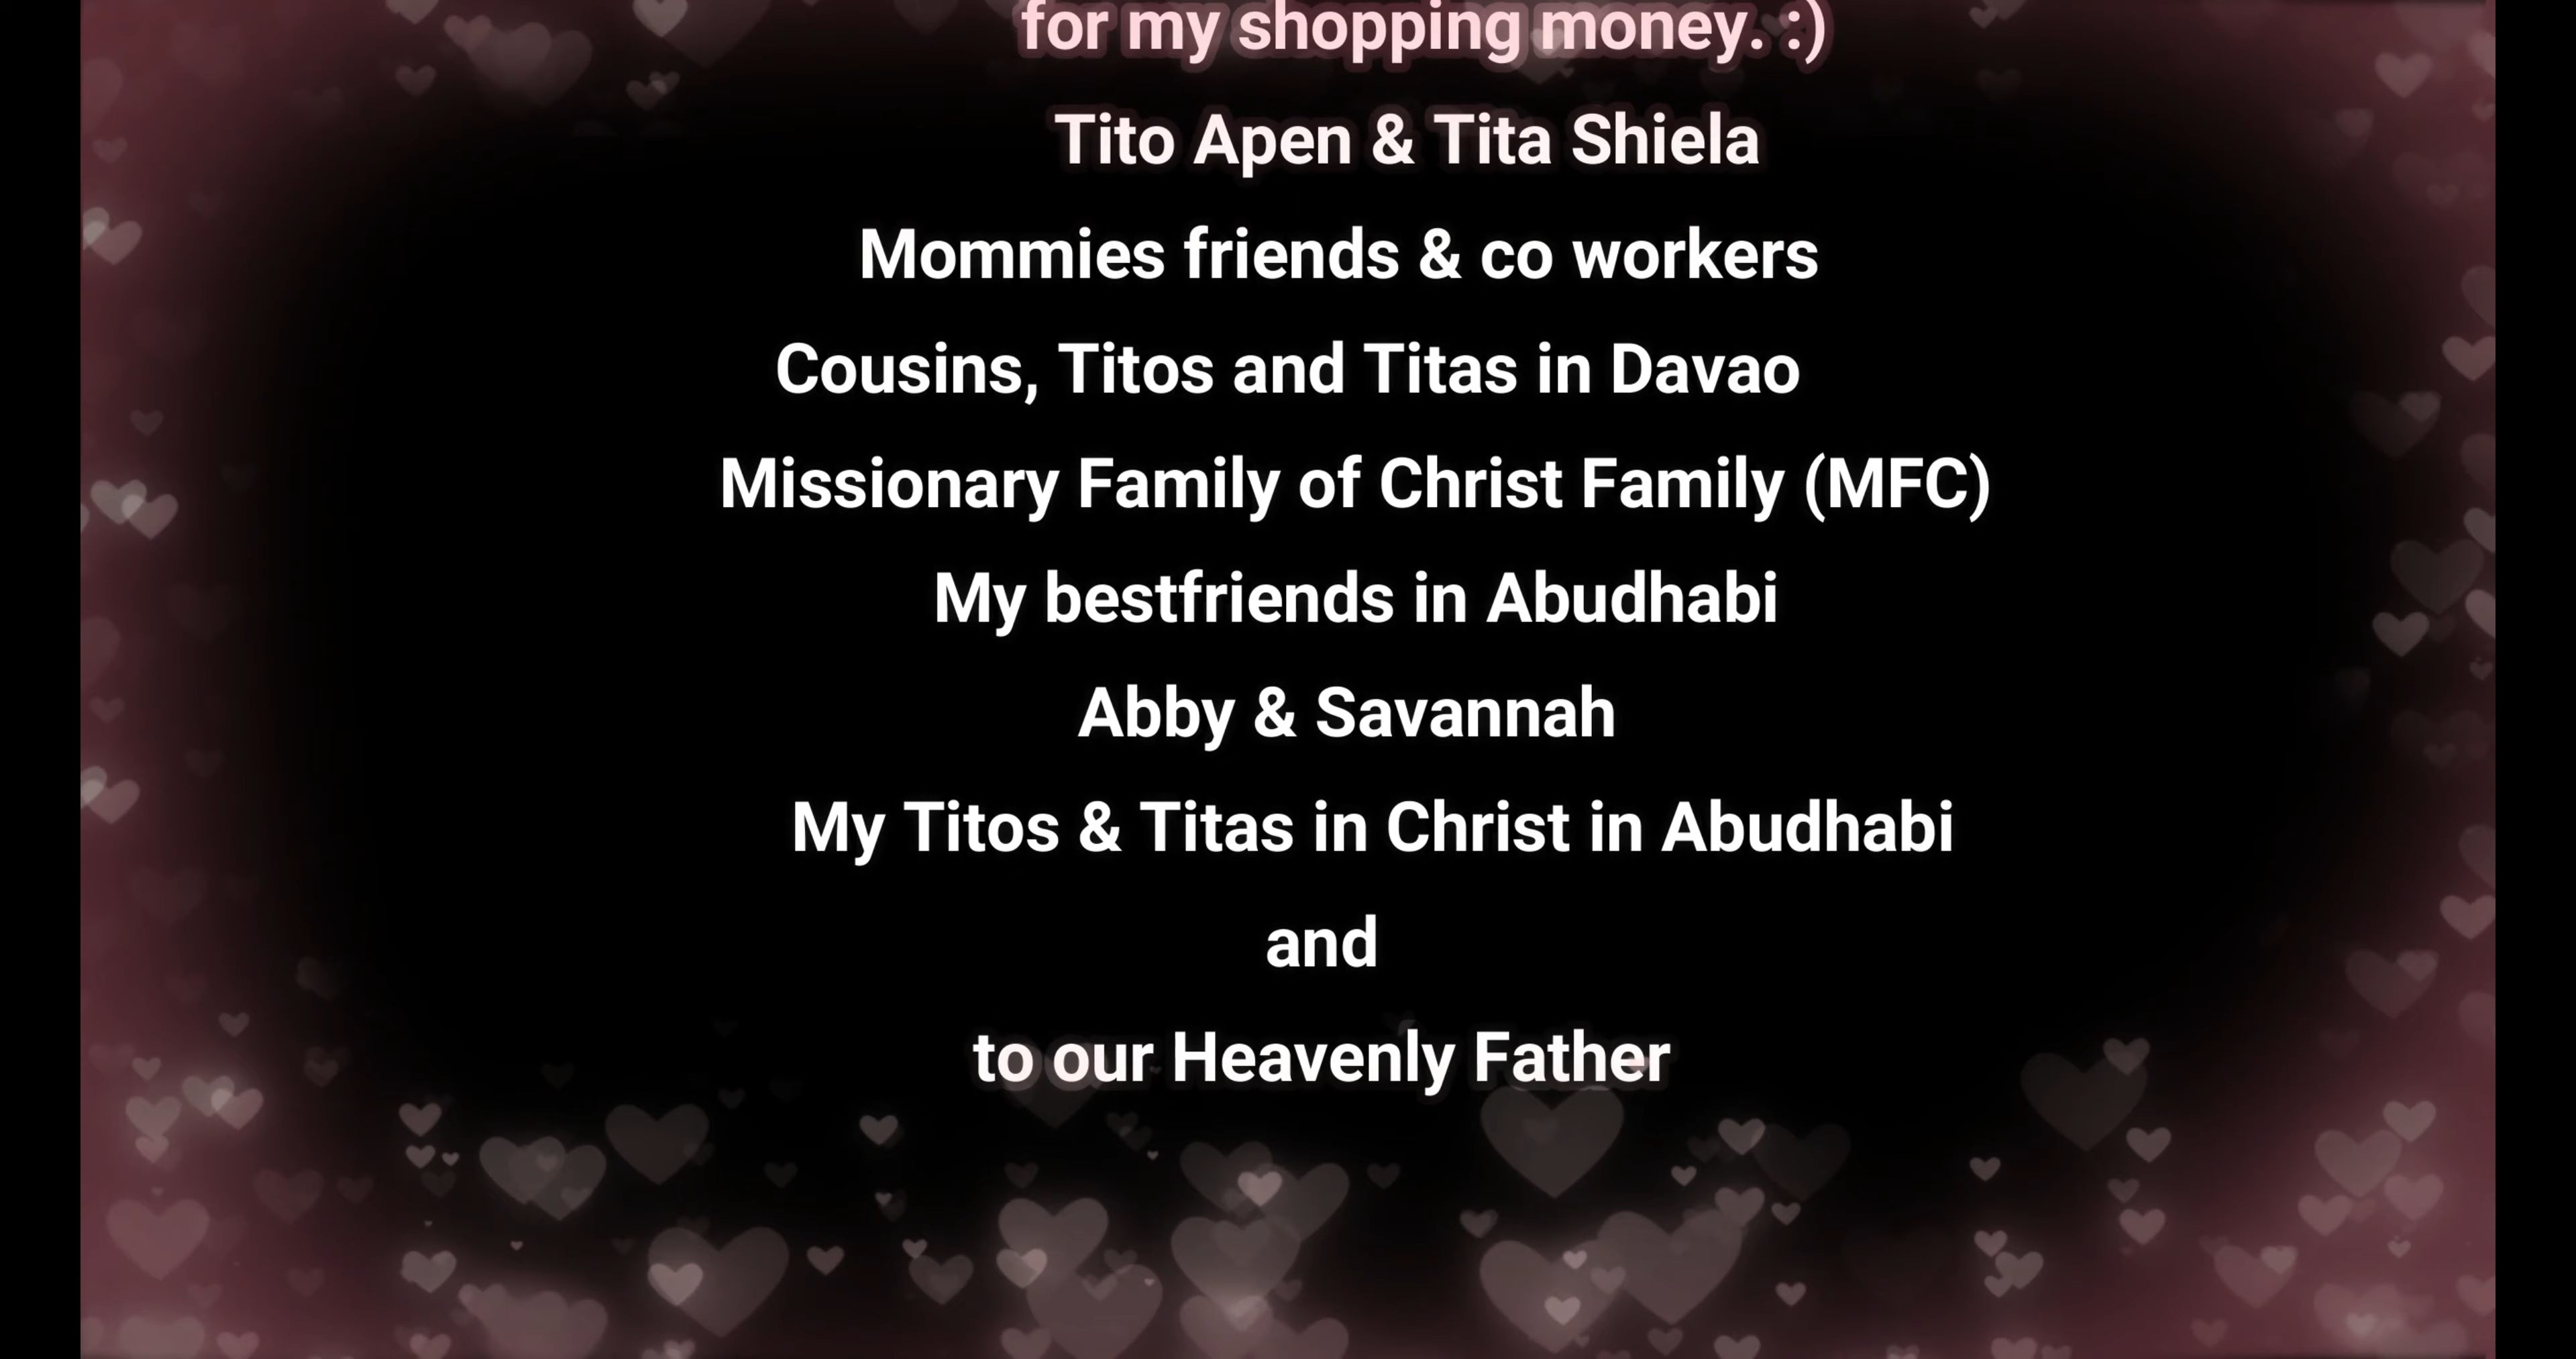 for my shopping money. :)
Tito Apen & Tita Shiela
Mommies friends & co workers
Cousins, Titos and Titas in Davao
Missionary Family of Christ Family (MFC)
My bestfriends in Abudhabi
Abby & Savannah
My Titos & Titas in Christ in Abudhabi
and
to our Heavenly Father